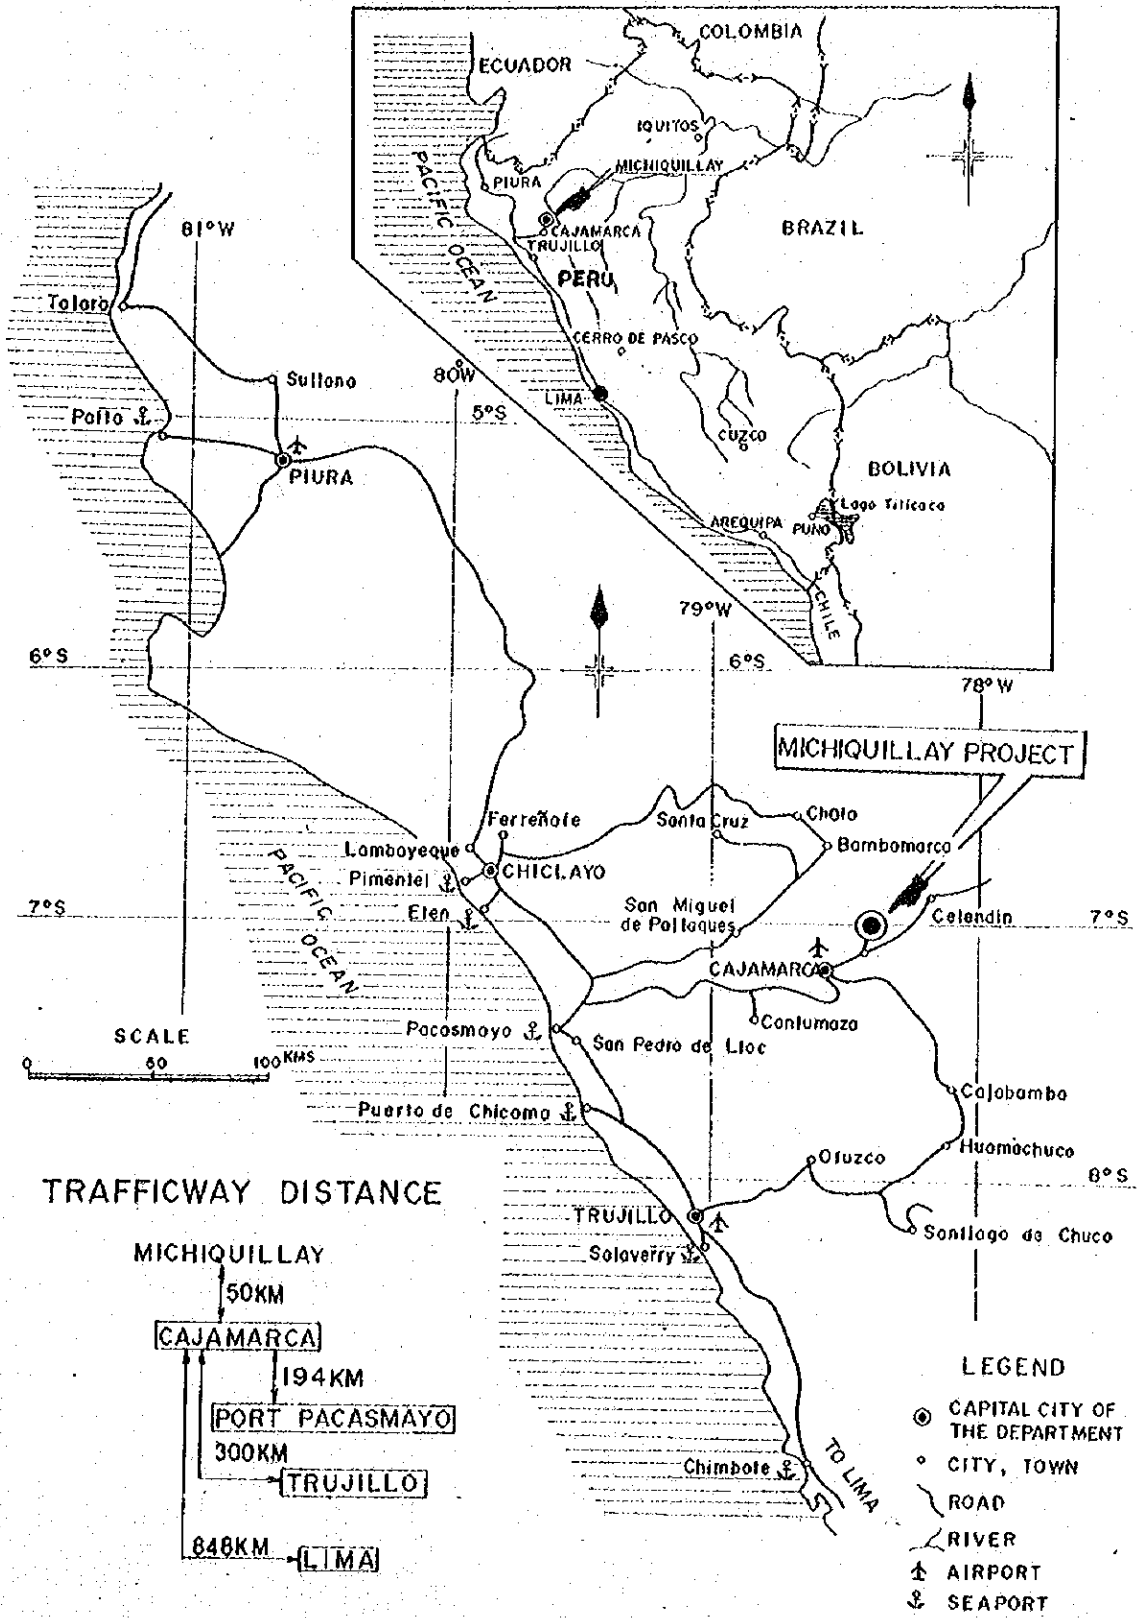 COLOMBIA
ECUADOR
IQUITOS
MICHIQUILLAY
PIURA
PACIFIC OCEAN
CAJAMARCA
TRUJILLO
PERU
BRAZIL
CERRO DE PASCO
LIMA
CUZCO
BOLIVIA
Lago Titicaca
PUNO
AREQUIPA
CHILE
81°W
Talara
Sullana
80W
5°S
Paita
PIURA
79°W
6°S
6°S
78°W
MICHIQUILLAY PROJECT
Ferreñafe
Santa Cruz
Chota
Lambayeque
Bambamarca
Pimentel
CHICLAYO
PACIFIC OCEAN
7°S
Eten
San Miguel
de Pallaques
Celendin
7°S
CAJAMARCA
SCALE
Pacasmayo
Contumaza
San Pedro de Lloc
0 50 100 KMS
Puerto de Chicama
Cajabamba
Otuzco
Huamachuco
8°S
TRAFFICWAY DISTANCE
TRUJILLO
Santiago de Chuco
Salaverry
MICHIQUILLAY
50KM
CAJAMARCA
194KM
PORT PACASMAYO
300KM
TRUJILLO
848KM
LIMA
Chimbote
TO LIMA
LEGEND
CAPITAL CITY OF
THE DEPARTMENT
CITY, TOWN
ROAD
RIVER
AIRPORT
SEAPORT